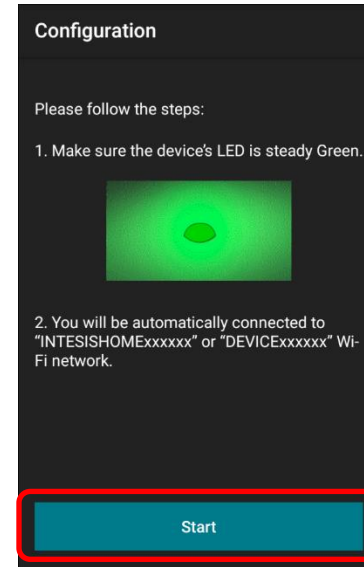 Configuration
Please follow the steps:
1. Make sure the device's LED is steady Green.
2. You will be automatically connected to
"INTESISHOMExxxxxx" or "DEVICExxxxxx" Wi-
Fi network.
Start